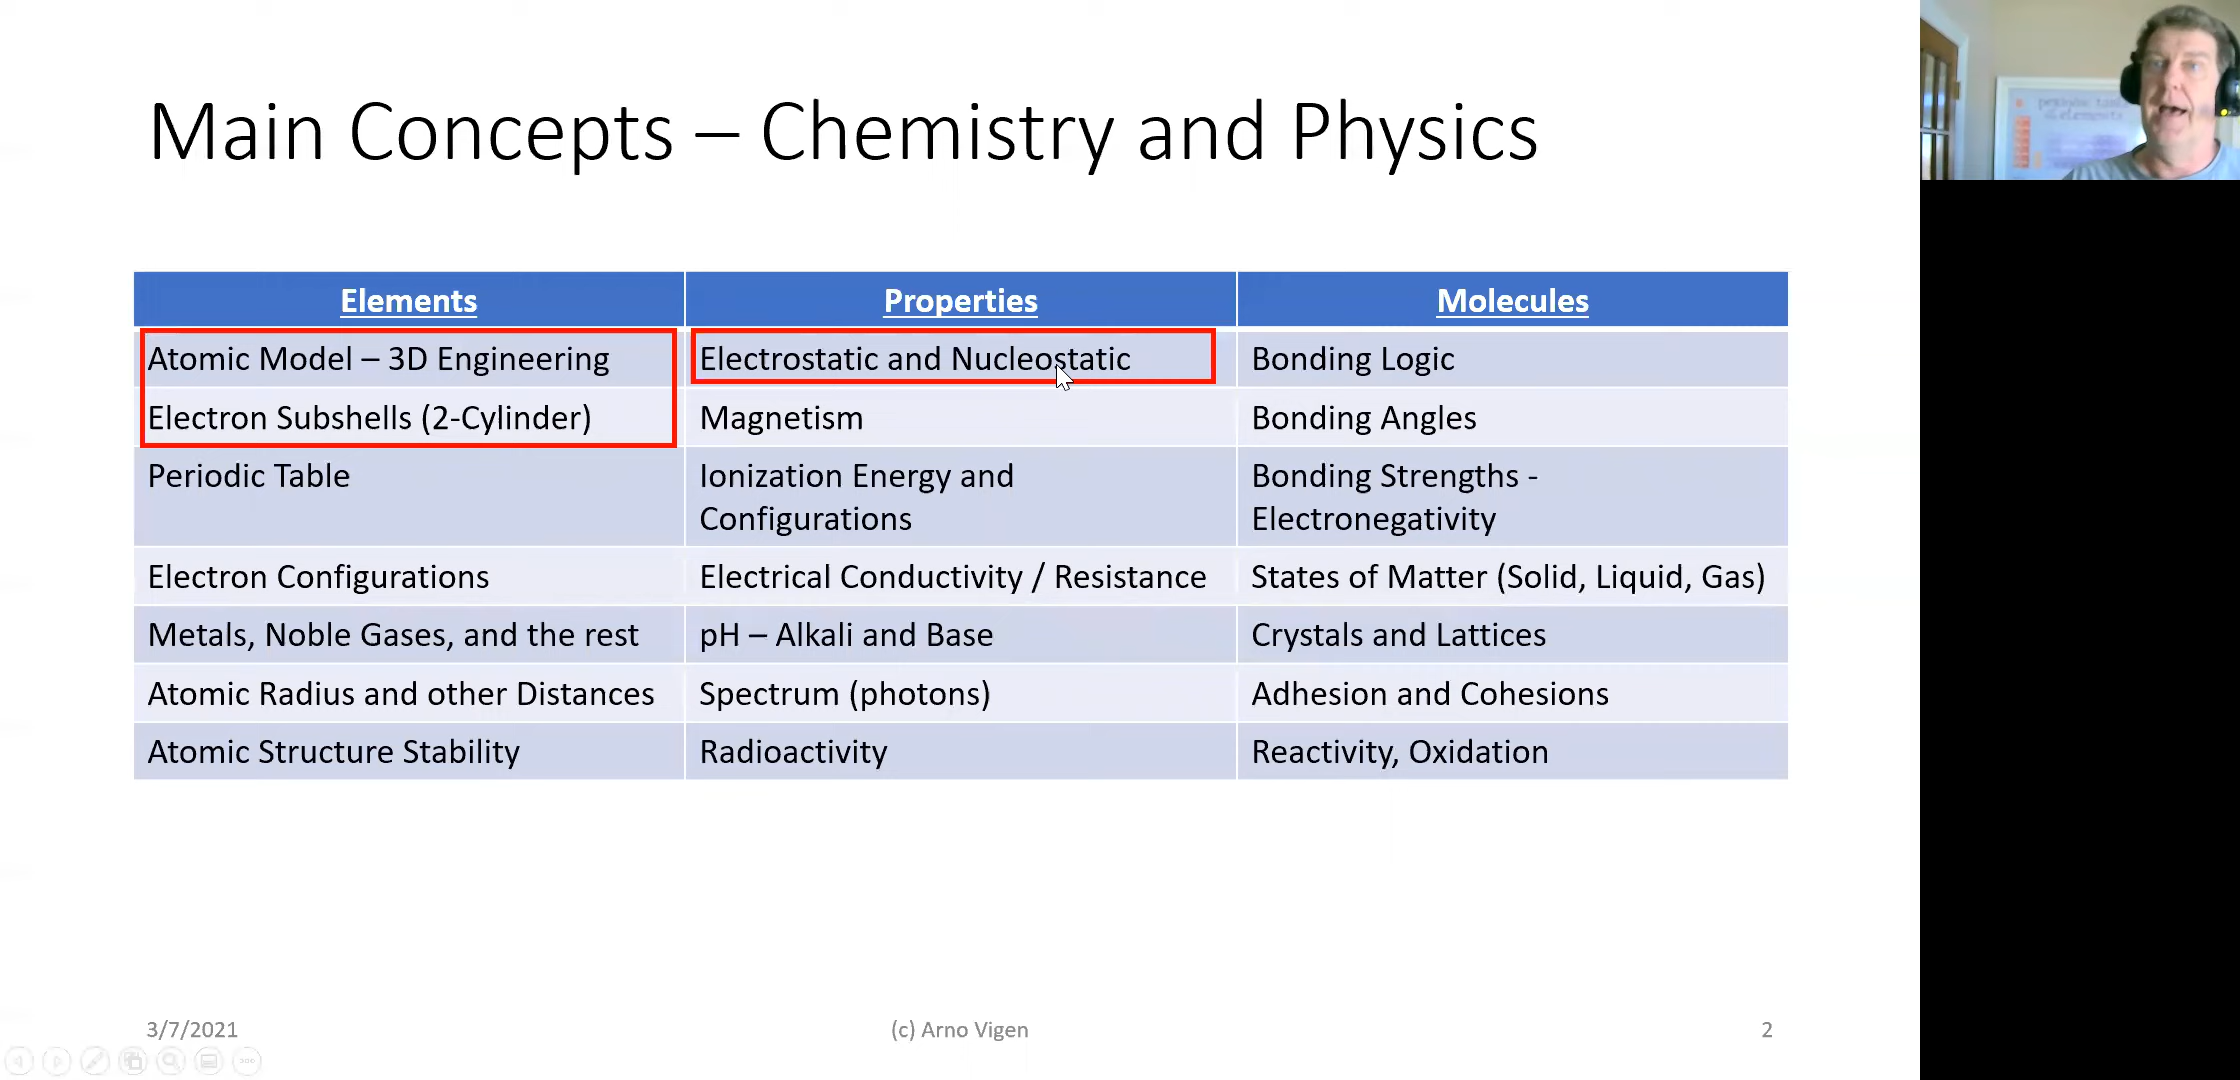 Main Concepts – Chemistry and Physics
periodic table
of elements
Elements
Properties
Molecules
Atomic Model – 3D Engineering
Electrostatic and Nucleostatic
Bonding Logic
Electron Subshells (2-Cylinder)
Magnetism
Bonding Angles
Periodic Table
Ionization Energy and
Configurations
Bonding Strengths -
Electronegativity
Electron Configurations
Electrical Conductivity / Resistance
States of Matter (Solid, Liquid, Gas)
Metals, Noble Gases, and the rest
pH – Alkali and Base
Crystals and Lattices
Atomic Radius and other Distances
Spectrum (photons)
Adhesion and Cohesions
Atomic Structure Stability
Radioactivity
Reactivity, Oxidation
3/7/2021
(c) Arno Vigen
2